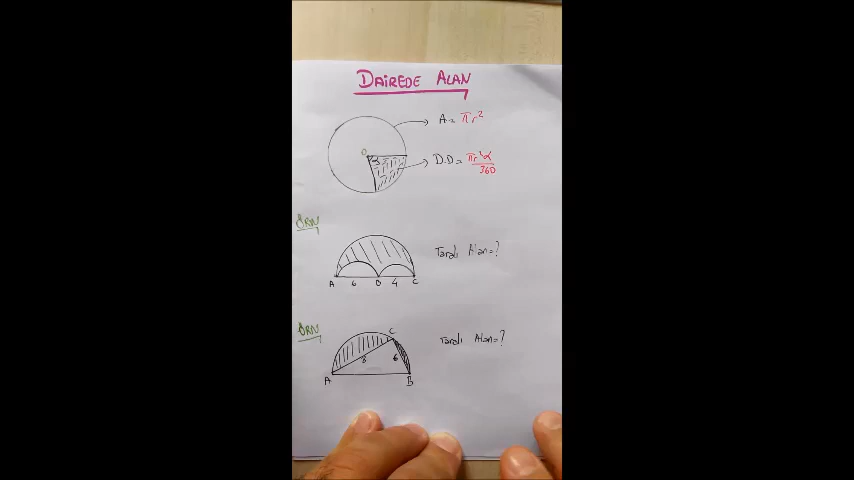 DAİREDE ALAN
A = πr²
O
α
D.D = πr²α / 360
ÖRN
Taralı Alan = ?
A 6 B 4 C
ÖRN
C
Taralı Alan = ?
8 6
A B